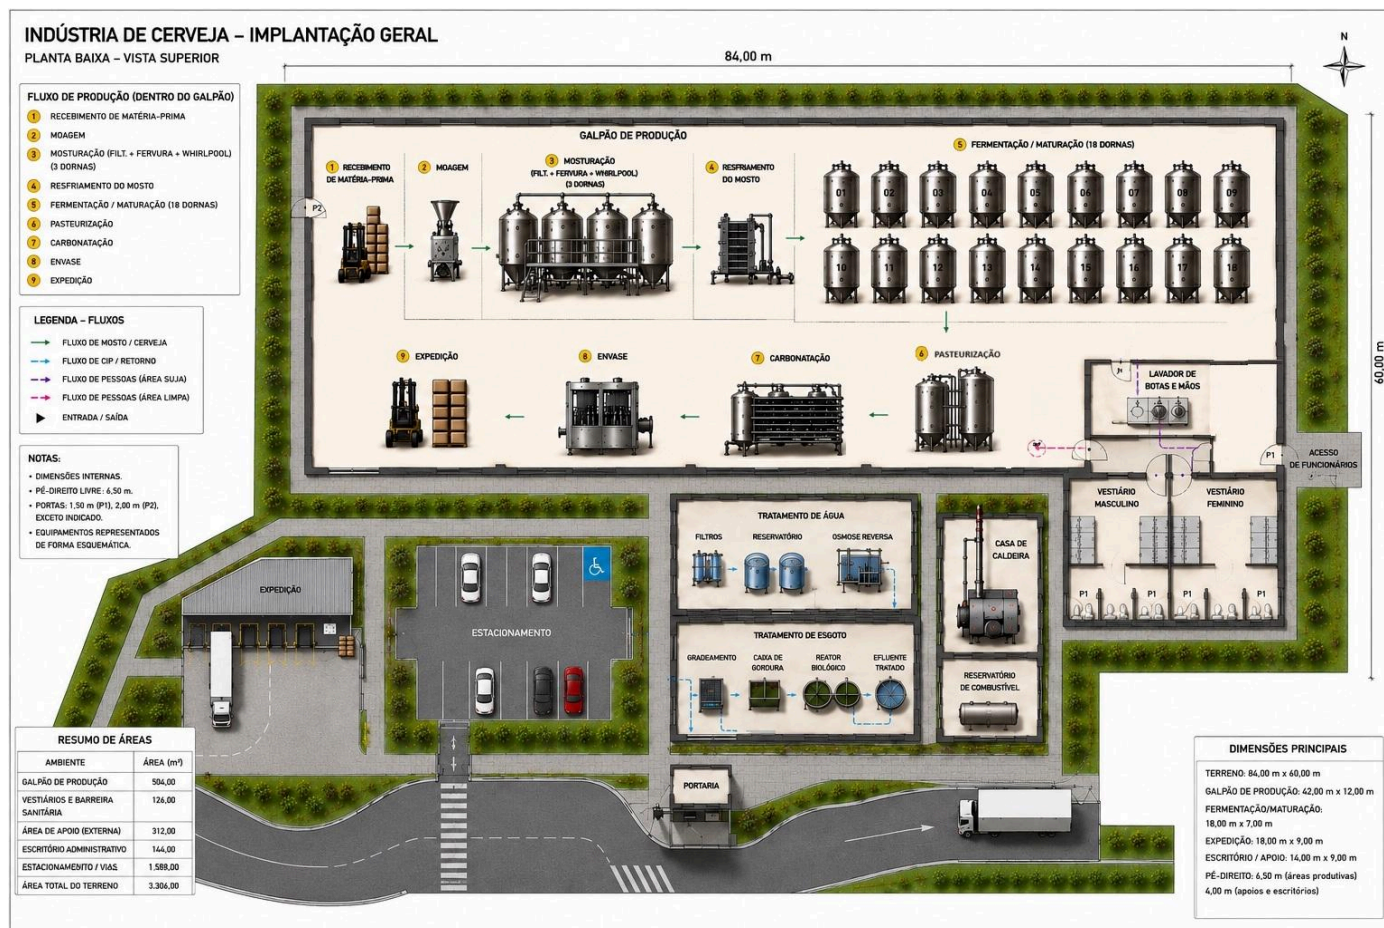 INDÚSTRIA DE CERVEJA – IMPLANTAÇÃO GERAL
PLANTA BAIXA – VISTA SUPERIOR
84,00 m
N
60,00 m
FLUXO DE PRODUÇÃO (DENTRO DO GALPÃO)
1 RECEBIMENTO DE MATÉRIA-PRIMA
2 MOAGEM
3 MOSTURAÇÃO (FILT. + FERVURA + WHIRLPOOL)
(3 DORNAS)
4 RESFRIAMENTO DO MOSTO
5 FERMENTAÇÃO / MATURAÇÃO (18 DORNAS)
6 PASTEURIZAÇÃO
7 CARBONATAÇÃO
8 ENVASE
9 EXPEDIÇÃO
LEGENDA – FLUXOS
FLUXO DE MOSTO / CERVEJA
FLUXO DE CIP / RETORNO
FLUXO DE PESSOAS (ÁREA SUJA)
FLUXO DE PESSOAS (ÁREA LIMPA)
ENTRADA / SAÍDA
NOTAS:
• DIMENSÕES INTERNAS.
• PÉ-DIREITO LIVRE: 6,50 m.
• PORTAS: 1,50 m (P1), 2,00 m (P2),
EXCETO INDICADO.
• EQUIPAMENTOS REPRESENTADOS
DE FORMA ESQUEMÁTICA.
GALPÃO DE PRODUÇÃO
P2
1 RECEBIMENTO
DE MATÉRIA-PRIMA
2 MOAGEM
3 MOSTURAÇÃO
(FILT. + FERVURA + WHIRLPOOL)
(3 DORNAS)
4 RESFRIAMENTO
DO MOSTO
5 FERMENTAÇÃO / MATURAÇÃO (18 DORNAS)
01 02 03 04 05 06 07 08 09
10 11 12 13 14 15 16 17 18
9 EXPEDIÇÃO
8 ENVASE
7 CARBONATAÇÃO
6 PASTEURIZAÇÃO
LAVADOR DE
BOTAS E MÃOS
P1
ACESSO
DE FUNCIONÁRIOS
VESTIÁRIO
MASCULINO
VESTIÁRIO
FEMININO
P1 P1 P1 P1
TRATAMENTO DE ÁGUA
FILTROS
RESERVATÓRIO
OSMOSE REVERSA
CASA DE
CALDEIRA
TRATAMENTO DE ESGOTO
GRADEAMENTO
CAIXA DE
GORDURA
REATOR
BIOLÓGICO
EFLUENTE
TRATADO
RESERVATÓRIO
DE COMBUSTÍVEL
EXPEDIÇÃO
ESTACIONAMENTO
PORTARIA
RESUMO DE ÁREAS
AMBIENTE ÁREA (m²)
GALPÃO DE PRODUÇÃO 504,00
VESTIÁRIOS E BARREIRA
SANITÁRIA 126,00
ÁREA DE APOIO (EXTERNA) 312,00
ESCRITÓRIO ADMINISTRATIVO 144,00
ESTACIONAMENTO / VIAS 1.588,00
ÁREA TOTAL DO TERRENO 3.306,00
DIMENSÕES PRINCIPAIS
TERRENO: 84,00 m x 60,00 m
GALPÃO DE PRODUÇÃO: 42,00 m x 12,00 m
FERMENTAÇÃO/MATURAÇÃO:
18,00 m x 7,00 m
EXPEDIÇÃO: 18,00 m x 9,00 m
ESCRITÓRIO / APOIO: 14,00 m x 9,00 m
PÉ-DIREITO: 6,50 m (áreas produtivas)
4,00 m (apoios e escritórios)